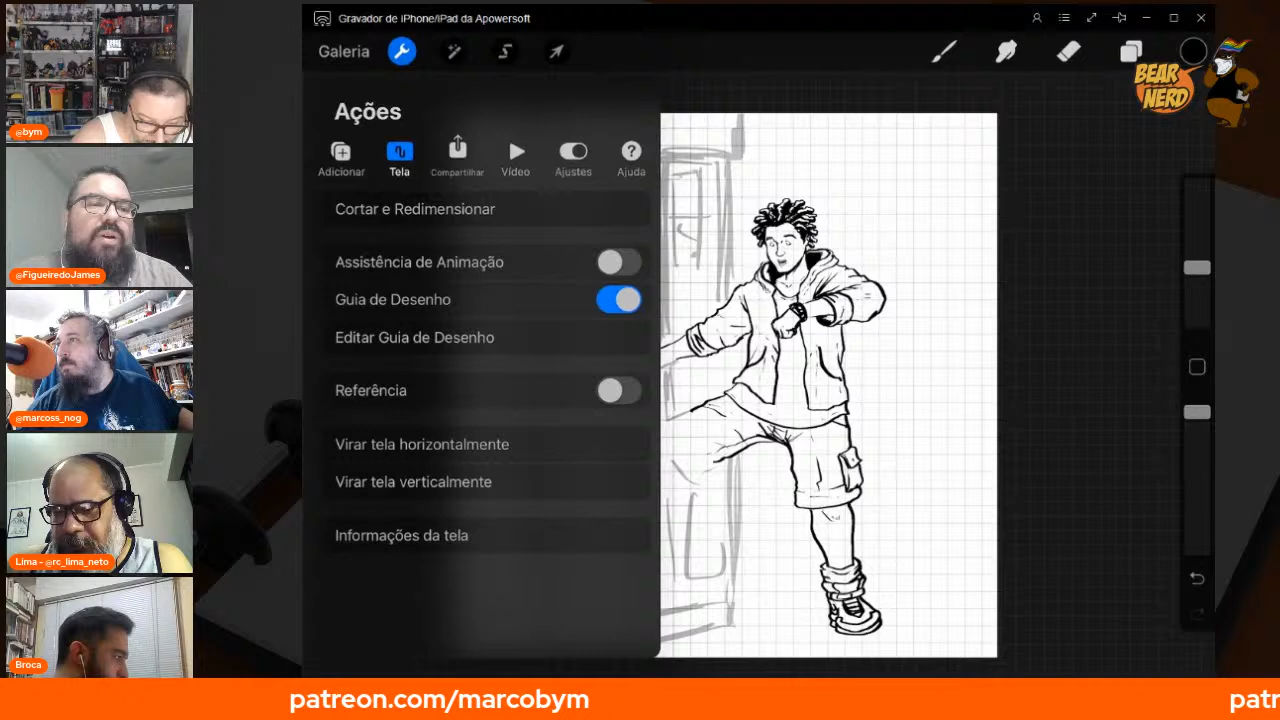 Gravador de iPhone/iPad da Apowersoft
Galeria
BEAR
NERD
Ações
Adicionar
Tela
Compartilhar
Vídeo
Ajustes
Ajuda
Cortar e Redimensionar
Assistência de Animação
Guia de Desenho
Editar Guia de Desenho
Referência
Virar tela horizontalmente
Virar tela verticalmente
Informações da tela
@bym
@FigueiredoJames
@marcoss_nog
Lima - @rc_lima_neto
Broca
patreon.com/marcobym
patr